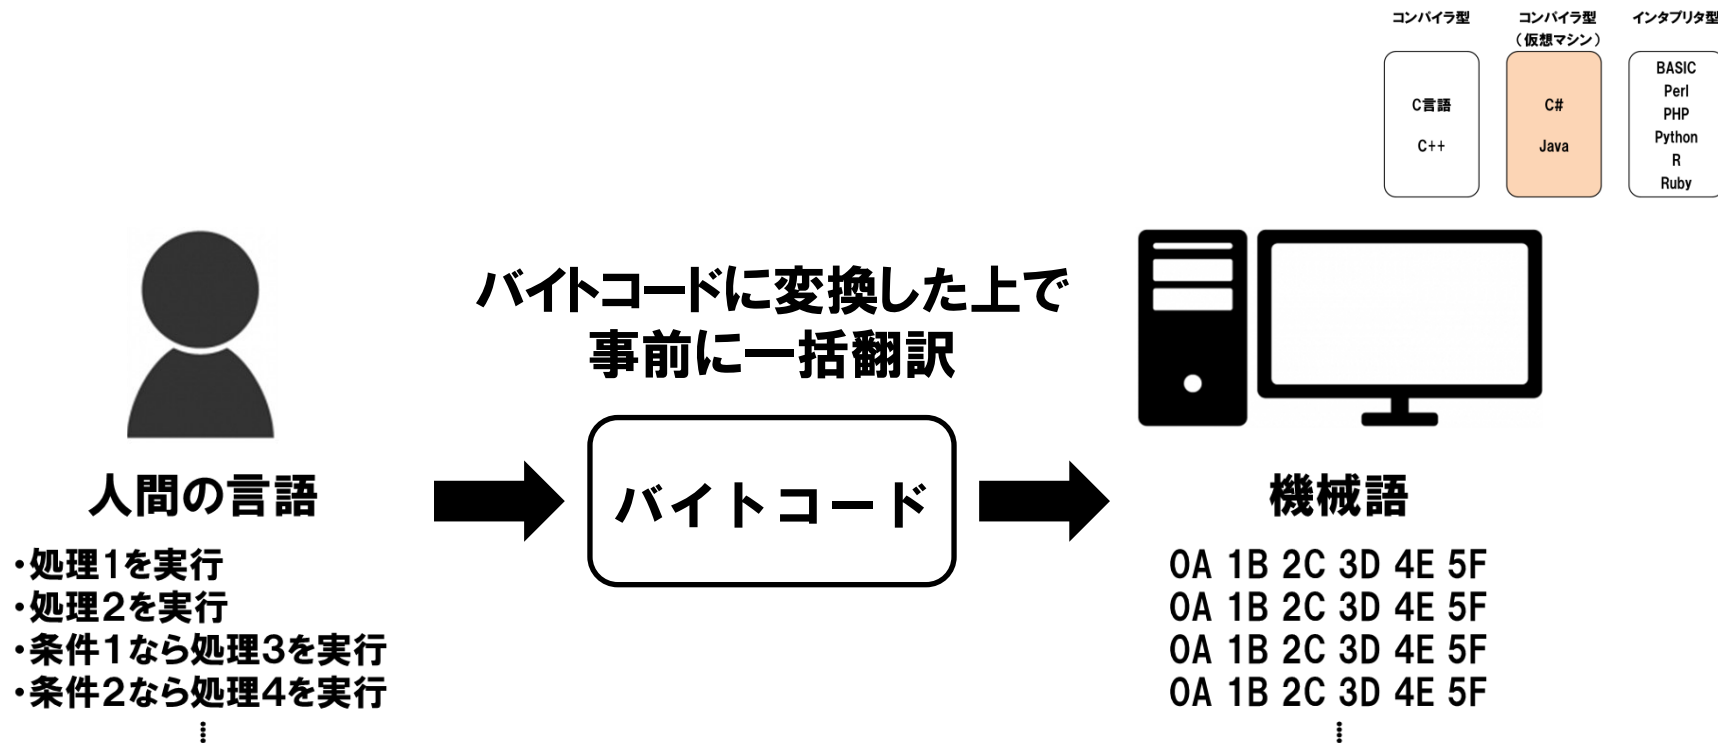 コンパイラ型
コンパイラ型
（仮想マシン）
インタプリタ型
C言語
C++
C#
Java
BASIC
Perl
PHP
Python
R
Ruby
バイトコードに変換した上で
事前に一括翻訳
人間の言語
バイトコード
機械語
・処理1を実行
・処理2を実行
・条件1なら処理3を実行
・条件2なら処理4を実行
0A 1B 2C 3D 4E 5F
0A 1B 2C 3D 4E 5F
0A 1B 2C 3D 4E 5F
0A 1B 2C 3D 4E 5F